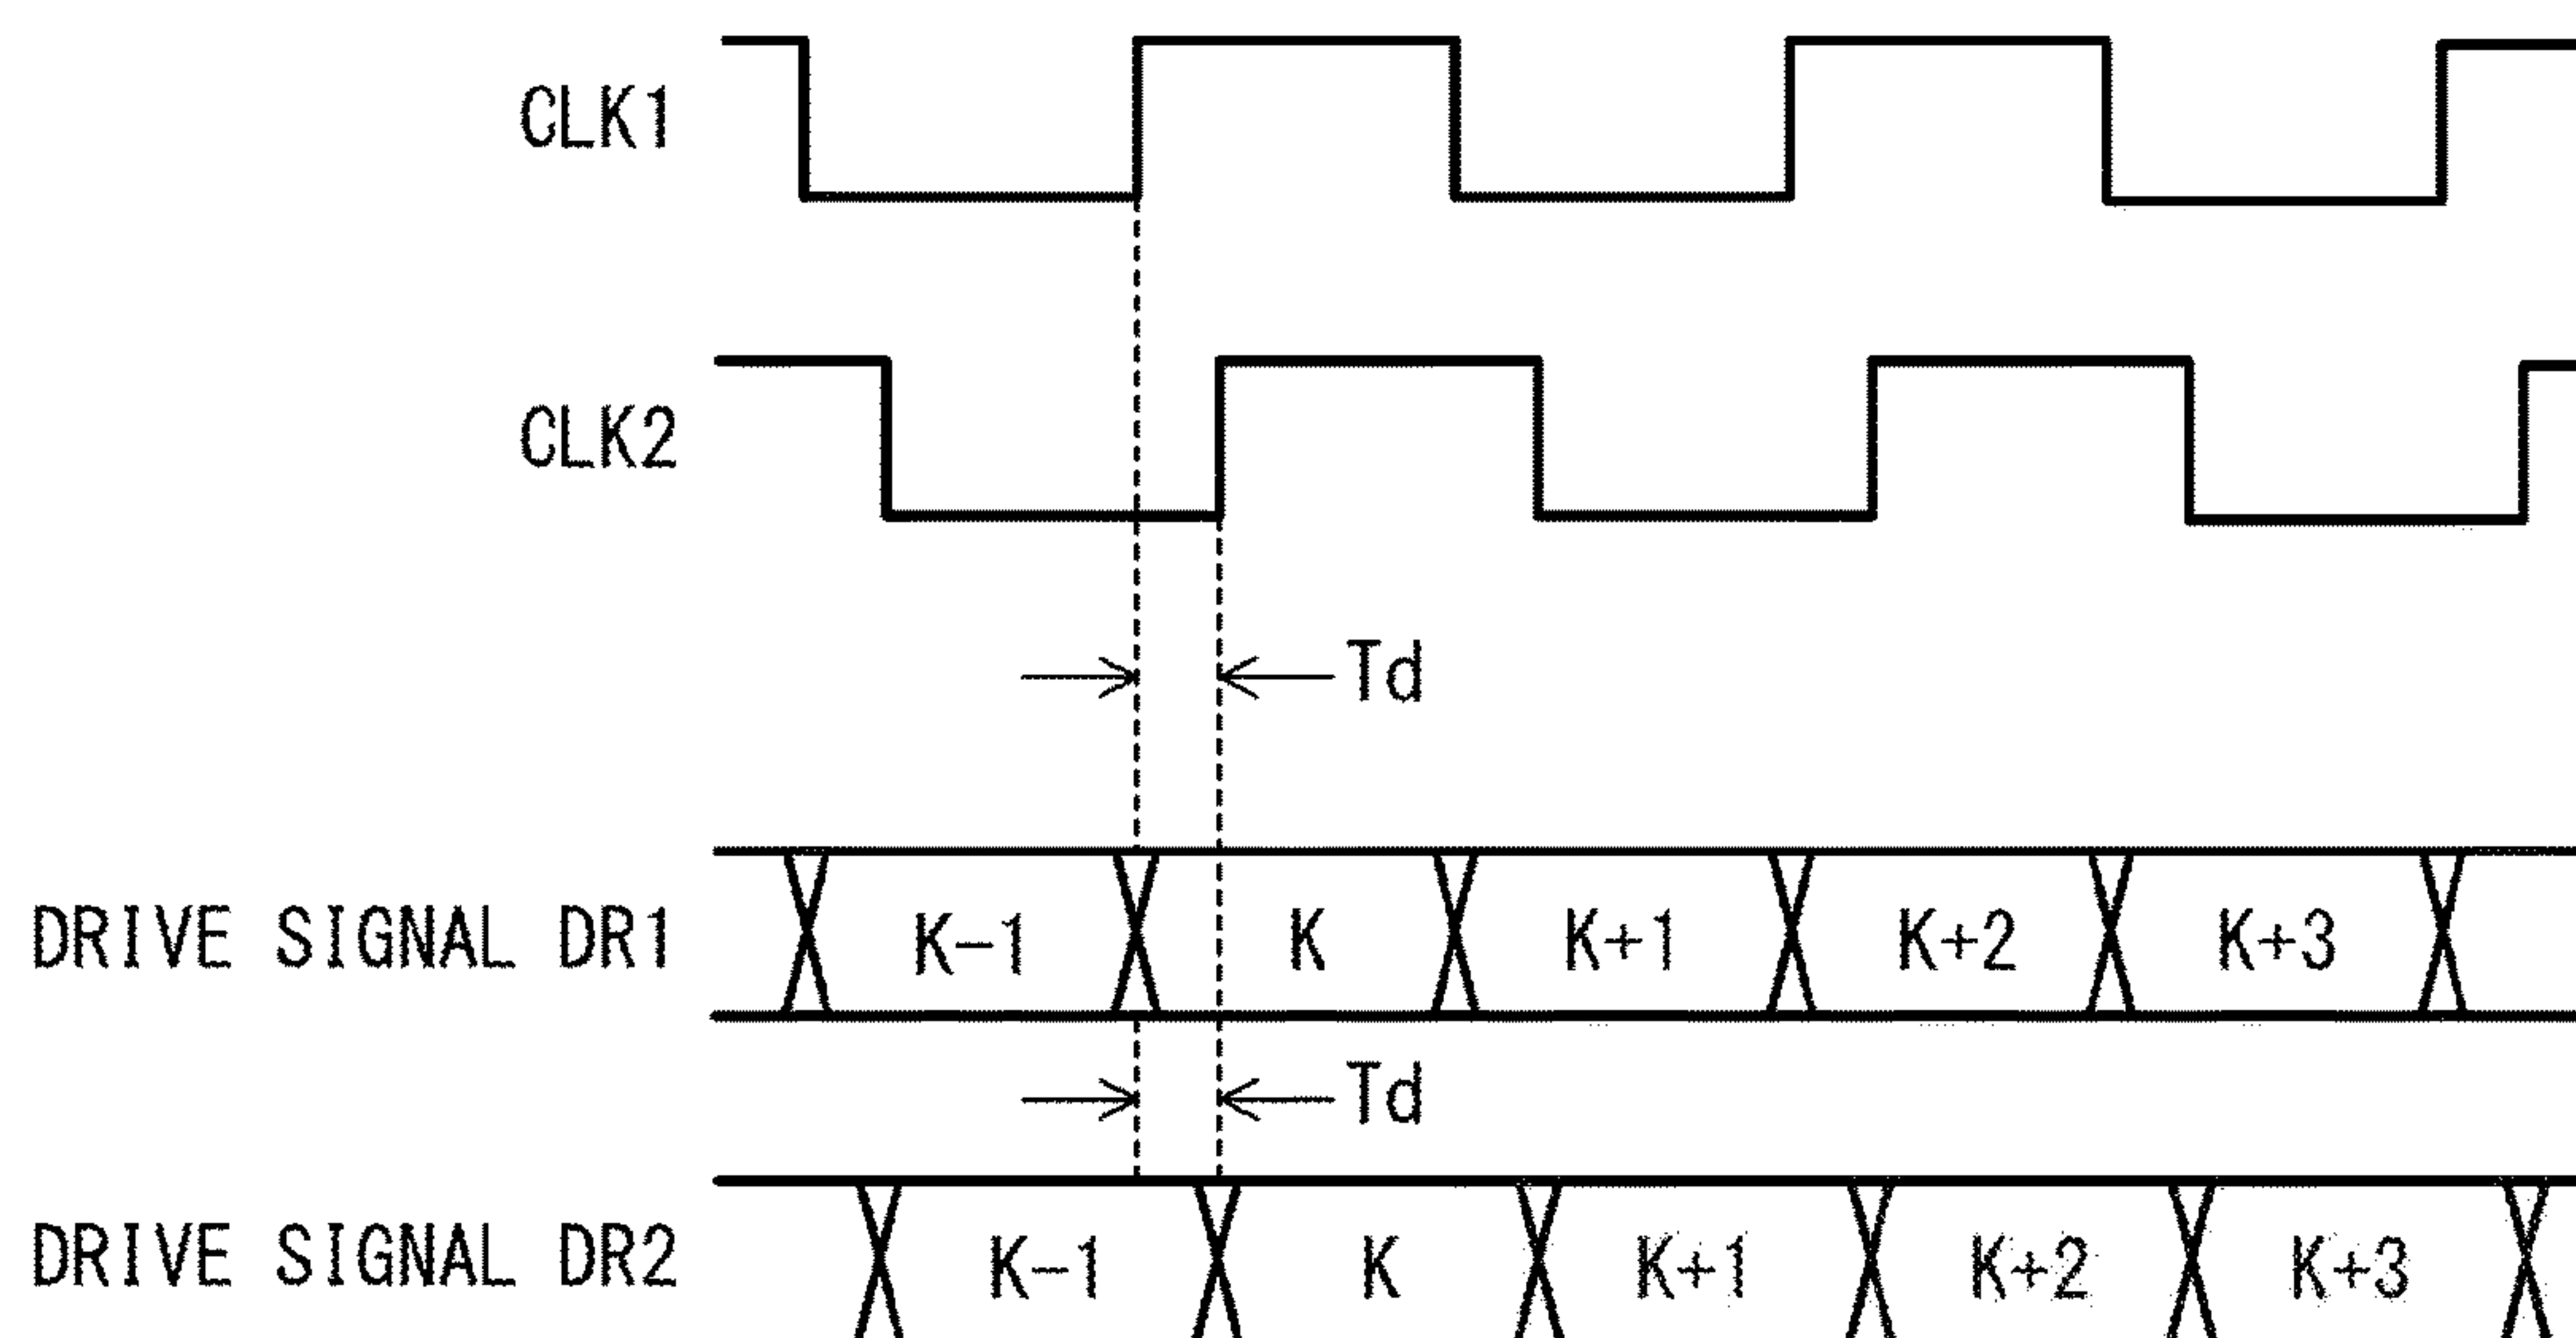 CLK1
CLK2
Td
DRIVE SIGNAL DR1 K-1 K K+1 K+2 K+3
Td
DRIVE SIGNAL DR2 K-1 K K+1 K+2 K+3